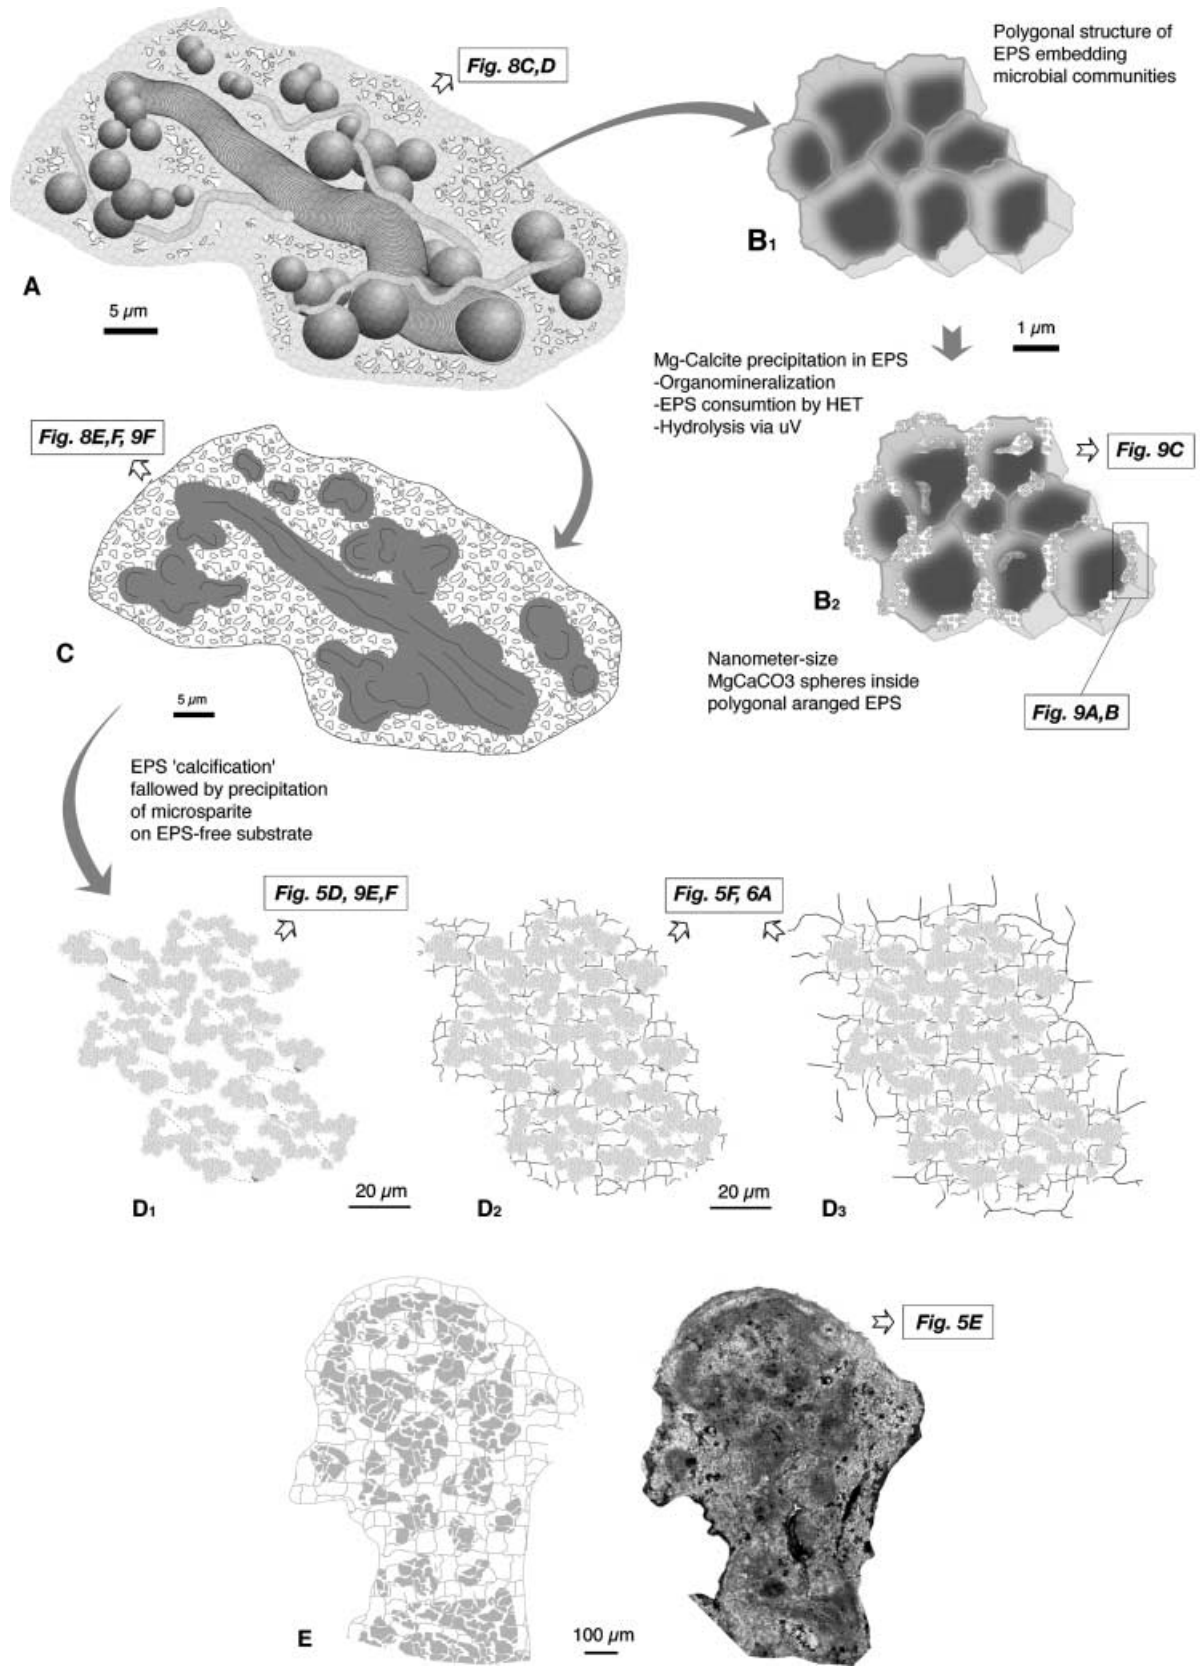 Fig. 8C,D
Polygonal structure of
EPS embedding
microbial communities
A
5 µm
B1
1 µm
Mg-Calcite precipitation in EPS
-Organomineralization
-EPS consumtion by HET
-Hydrolysis via uV
Fig. 8E,F, 9F
Fig. 9C
B2
C
5 µm
Nanometer-size
MgCaCO3 spheres inside
polygonal aranged EPS
Fig. 9A,B
EPS 'calcification'
fallowed by precipitation
of microsparite
on EPS-free substrate
Fig. 5D, 9E,F
Fig. 5F, 6A
D1
20 µm
D2
20 µm
D3
Fig. 5E
E
100 µm